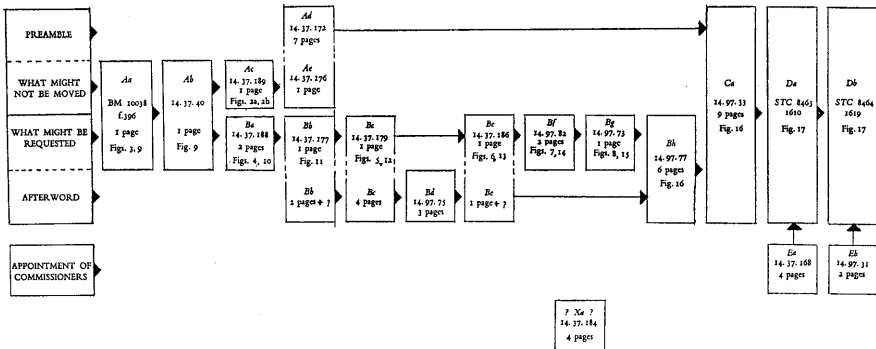 PREAMBLE
WHAT MIGHT
NOT BE MOVED
WHAT MIGHT BE
REQUESTED
AFTERWORD
APPOINTMENT OF
COMMISSIONERS
Aa
BM 10038
f.396
1 page
Figs. 3, 9
Ab
14. 37. 40
1 page
Fig. 9
Ac
14. 37. 189
1 page
Figs. 2a, 2b
Ba
14. 37. 188
2 pages
Figs. 4, 10
Ad
14. 37. 172
7 pages
Ae
14. 37. 176
1 page
Bb
14. 37. 177
1 page
Fig. 11
Bb
2 pages + ?
Bc
14. 37. 179
1 page
Figs. 5, 12
Bc
4 pages
Bd
14. 97. 75
3 pages
Be
14. 37. 186
1 page
Figs. 6, 13
Be
1 page + ?
Bf
14. 97. 82
2 pages
Figs. 7, 14
Bg
14. 97. 73
1 page
Figs. 8, 15
Bh
14. 97. 77
6 pages
Fig. 16
Ca
14. 97. 33
9 pages
Fig. 16
Da
STC 8463
1610
Fig. 17
Db
STC 8464
1619
Fig. 17
Ea
14. 37. 168
4 pages
Eb
14. 97. 31
2 pages
? Xa ?
14. 37. 184
4 pages